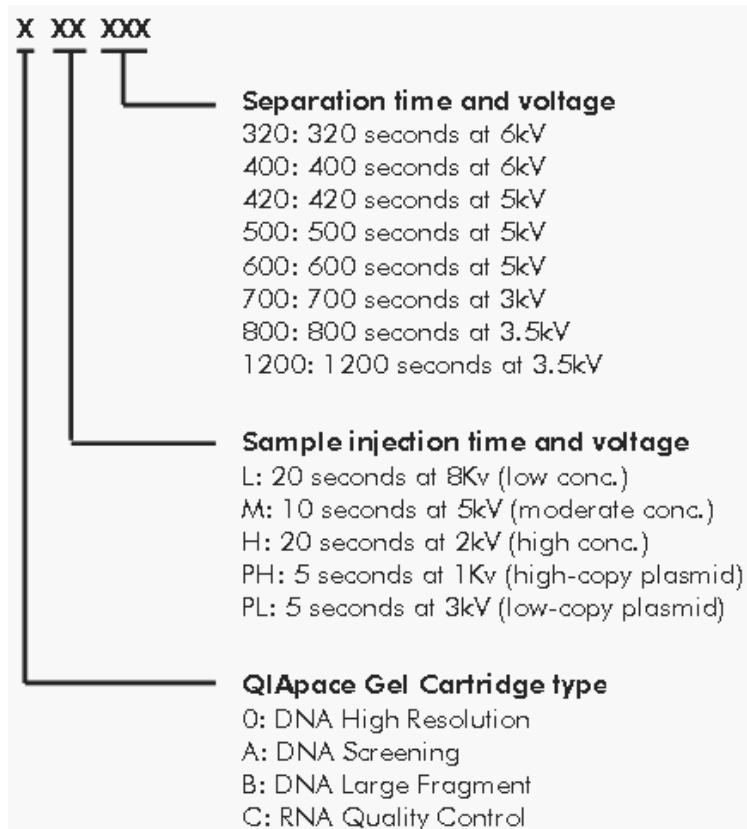 X XX XXX
Separation time and voltage
320: 320 seconds at 6kV
400: 400 seconds at 6kV
420: 420 seconds at 5kV
500: 500 seconds at 5kV
600: 600 seconds at 5kV
700: 700 seconds at 3kV
800: 800 seconds at 3.5kV
1200: 1200 seconds at 3.5kV
Sample injection time and voltage
L: 20 seconds at 8Kv (low conc.)
M: 10 seconds at 5kV (moderate conc.)
H: 20 seconds at 2kV (high conc.)
PH: 5 seconds at 1Kv (high-copy plasmid)
PL: 5 seconds at 3kV (low-copy plasmid)
QIApace Gel Cartridge type
0: DNA High Resolution
A: DNA Screening
B: DNA Large Fragment
C: RNA Quality Control